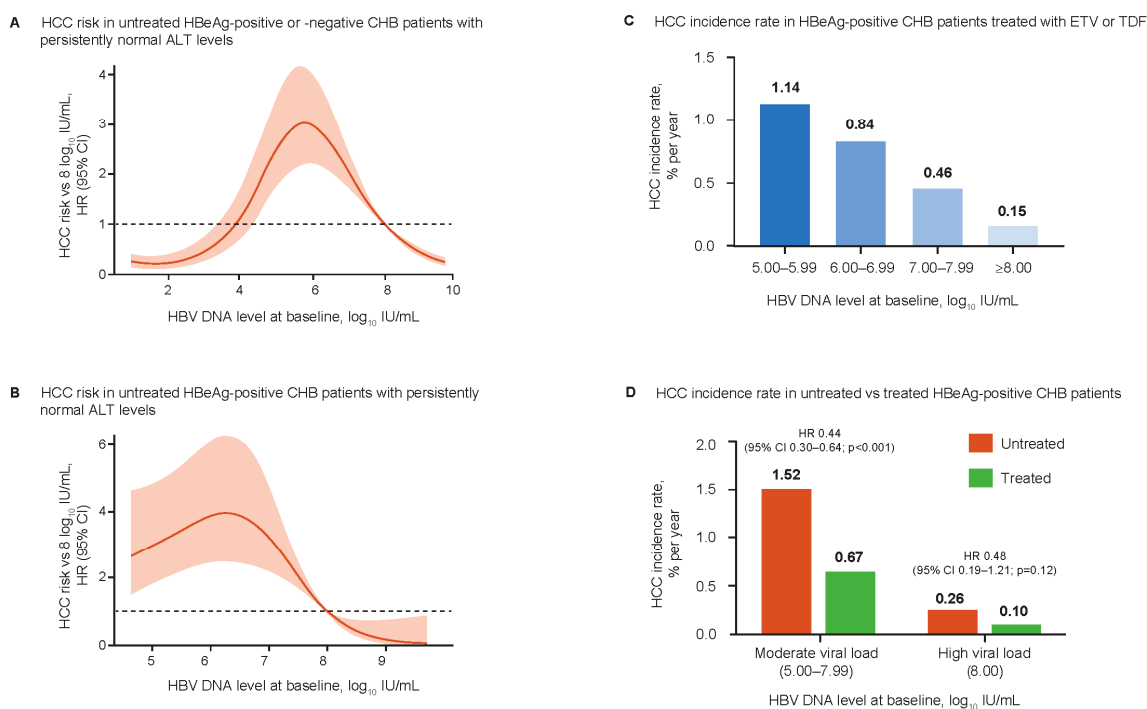 A HCC risk in untreated HBeAg-positive or -negative CHB patients with
persistently normal ALT levels
HCC risk vs 8 log10 IU/mL,
HR (95% CI)
4
3
2
1
0
2 4 6 8 10
HBV DNA level at baseline, log10 IU/mL
B HCC risk in untreated HBeAg-positive CHB patients with persistently
normal ALT levels
HCC risk vs 8 log10 IU/mL,
HR (95% CI)
6
4
2
1
0
5 6 7 8 9
HBV DNA level at baseline, log10 IU/mL
C HCC incidence rate in HBeAg-positive CHB patients treated with ETV or TDF
HCC incidence rate,
% per year
1.5
1.0
0.5
0.0
1.14
0.84
0.46
0.15
5.00–5.99 6.00–6.99 7.00–7.99 ≥8.00
HBV DNA level at baseline, log10 IU/mL
D HCC incidence rate in untreated vs treated HBeAg-positive CHB patients
HCC incidence rate,
% per year
2.0
1.5
1.0
0.5
0.0
HR 0.44
(95% CI 0.30–0.64; p<0.001)
1.52
0.67
Untreated
Treated
HR 0.48
(95% CI 0.19–1.21; p=0.12)
0.26
0.10
Moderate viral load
(5.00–7.99)
High viral load
(8.00)
HBV DNA level at baseline, log10 IU/mL